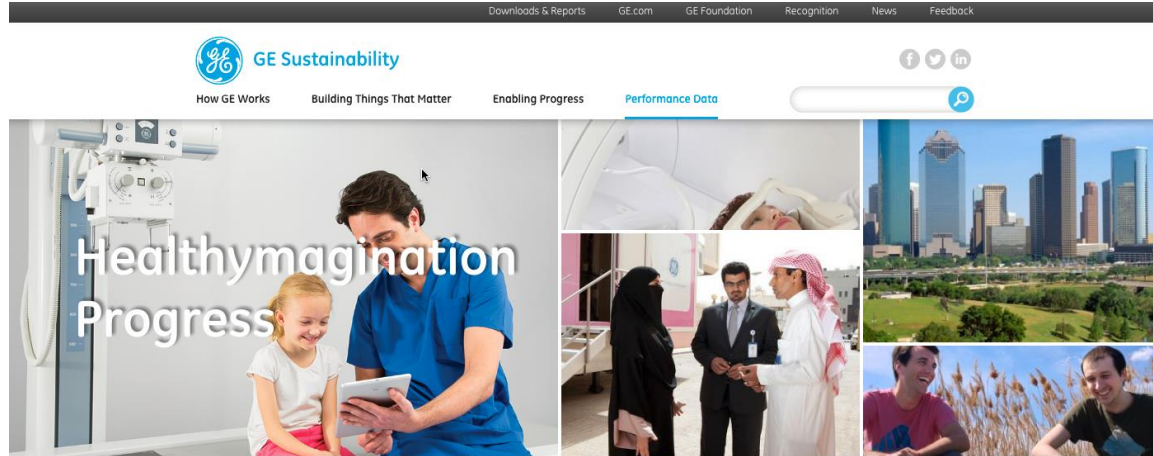 Downloads & Reports GE.com GE Foundation Recognition News Feedback
GE Sustainability
How GE Works Building Things That Matter Enabling Progress Performance Data
Healthymagination
Progress